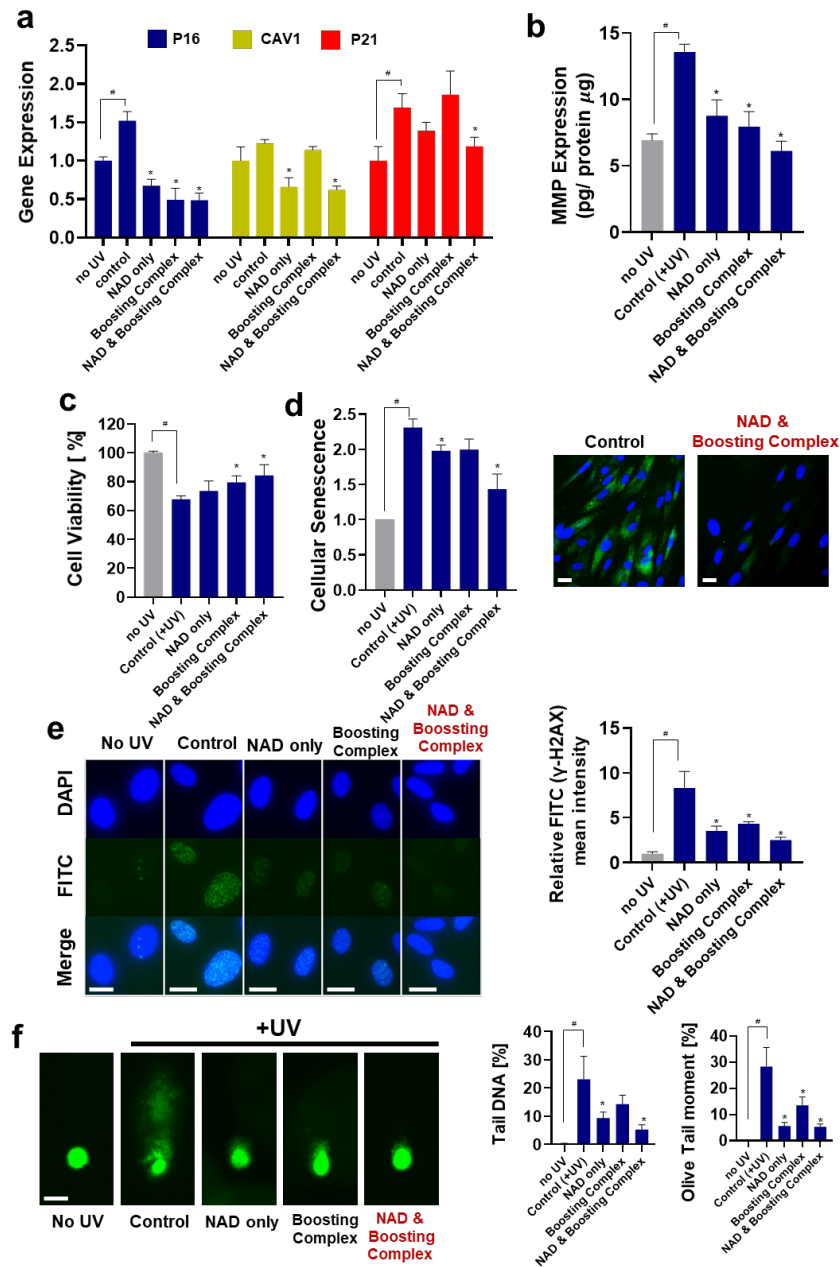 a
P16
CAV1
P21
Gene Expression
2.5
2.0
1.5
1.0
0.5
0.0
#
*
*
*
*
*
#
*
no UV
control
NAD only
Boosting Complex
NAD & Boosting Complex
no UV
control
NAD only
Boosting Complex
NAD & Boosting Complex
no UV
control
NAD only
Boosting Complex
NAD & Boosting Complex
b
MMP Expression
(pg/ protein µg)
15
10
5
0
#
*
*
*
no UV
Control (+UV)
NAD only
Boosting Complex
NAD & Boosting Complex
c
Cell Viability [ %]
120
100
80
60
40
20
0
#
*
*
no UV
Control (+UV)
NAD only
Boosting Complex
NAD & Boosting Complex
d
Cellular Senescence
2.5
2.0
1.5
1.0
0.5
0.0
#
*
*
no UV
Control (+UV)
NAD only
Boosting Complex
NAD & Boosting Complex
Control
NAD &
Boosting Complex
e
No UV
Control
NAD only
Boosting
Complex
NAD &
Boossting
Complex
DAPI
FITC
Merge
Relative FITC (γ-H2AX)
mean intensity
15
10
5
0
#
*
*
*
no UV
Control (+UV)
NAD only
Boosting Complex
NAD & Boosting Complex
f
+UV
No UV
Control
NAD only
Boosting
Complex
NAD &
Boosting
Complex
Tail DNA [%]
40
30
20
10
0
#
*
*
no UV
Control (+UV)
NAD only
Boosting Complex
NAD & Boosting Complex
Olive Tail moment [%]
40
30
20
10
0
#
*
*
*
no UV
Control (+UV)
NAD only
Boosting Complex
NAD & Boosting Complex